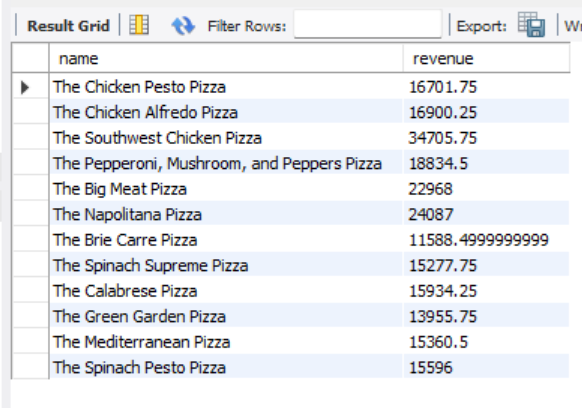 Result Grid Filter Rows: Export: Wr
name revenue
The Chicken Pesto Pizza 16701.75
The Chicken Alfredo Pizza 16900.25
The Southwest Chicken Pizza 34705.75
The Pepperoni, Mushroom, and Peppers Pizza 18834.5
The Big Meat Pizza 22968
The Napolitana Pizza 24087
The Brie Carre Pizza 11588.4999999999
The Spinach Supreme Pizza 15277.75
The Calabrese Pizza 15934.25
The Green Garden Pizza 13955.75
The Mediterranean Pizza 15360.5
The Spinach Pesto Pizza 15596